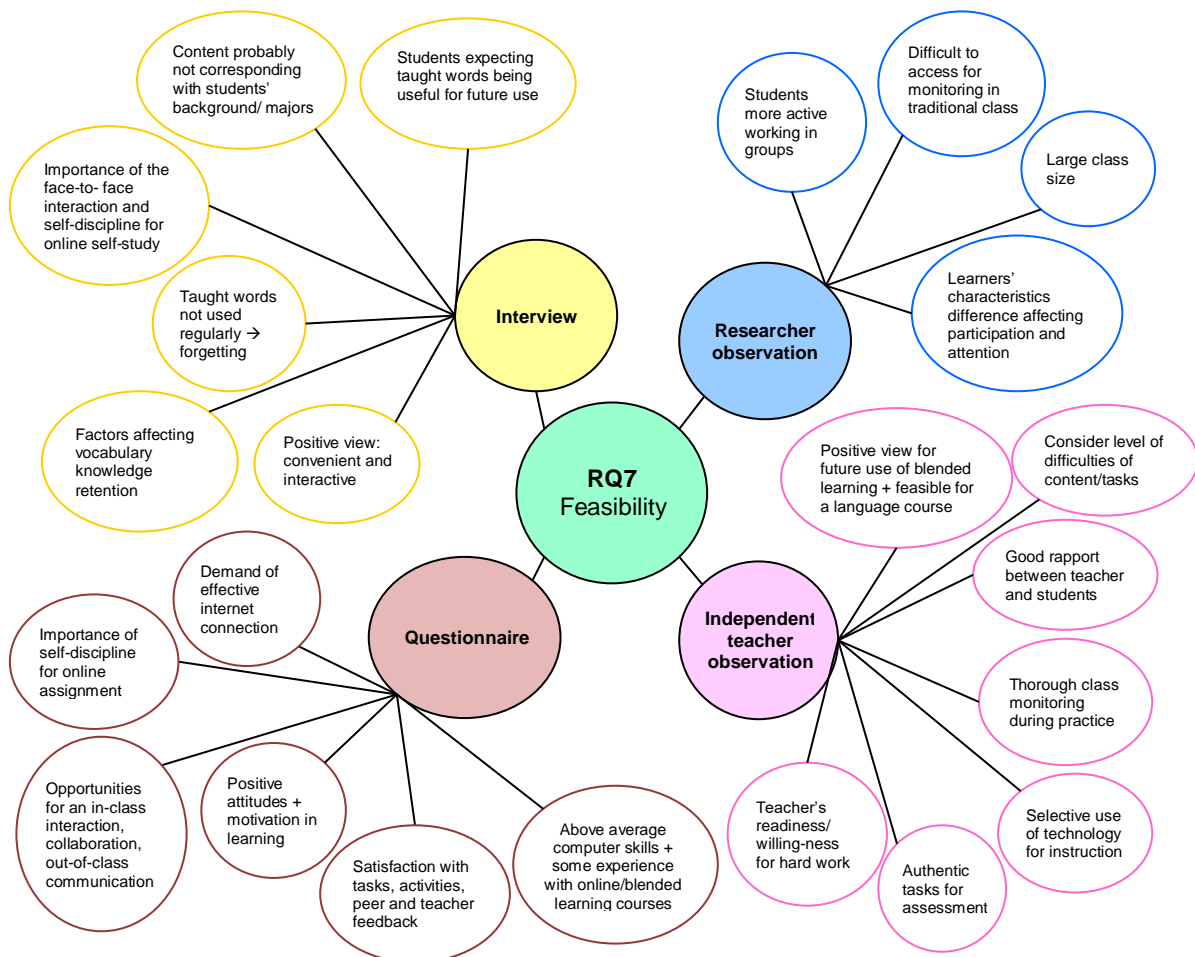 Content probably
not corresponding
with students'
background/ majors
Students expecting
taught words being
useful for future use
Importance of the
face-to- face
interaction and
self-discipline for
online self-study
Taught words
not used
regularly →
forgetting
Factors affecting
vocabulary
knowledge
retention
Positive view:
convenient and
interactive
Interview
Students
more active
working in
groups
Difficult to
access for
monitoring in
traditional class
Large class
size
Learners'
characteristics
difference affecting
participation and
attention
Researcher
observation
RQ7
Feasibility
Questionnaire
Demand of
effective
internet
connection
Importance of
self-discipline
for online
assignment
Opportunities
for an in-class
interaction,
collaboration,
out-of-class
communication
Positive
attitudes +
motivation in
learning
Satisfaction with
tasks, activities,
peer and teacher
feedback
Above average
computer skills +
some experience
with online/blended
learning courses
Independent
teacher
observation
Positive view for
future use of blended
learning + feasible for
a language course
Consider level of
difficulties of
content/tasks
Good rapport
between teacher
and students
Thorough class
monitoring
during practice
Selective use
of technology
for instruction
Authentic
tasks for
assessment
Teacher's
readiness/
willing-ness
for hard work